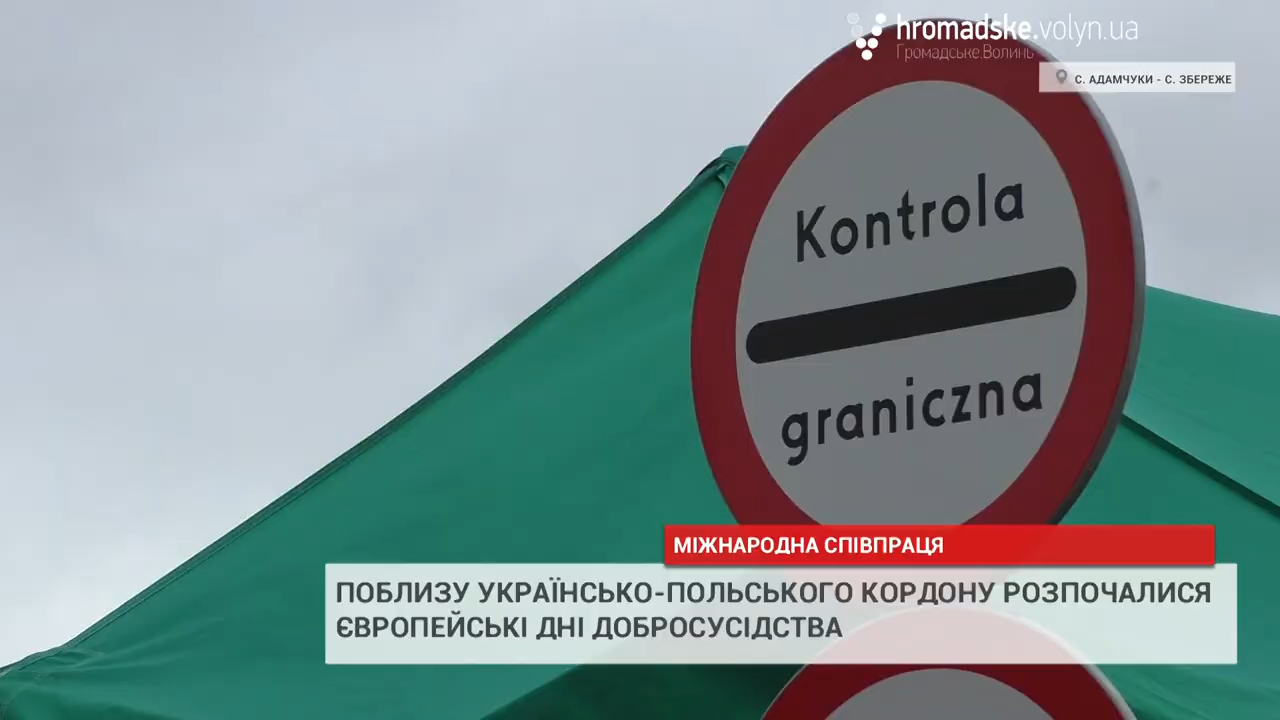 hromadske.volyn.ua
Громадське.Волинь
С. АДАМЧУКИ - С. ЗБЕРЕЖЕ
Kontrola
graniczna
МІЖНАРОДНА СПІВПРАЦЯ
ПОБЛИЗУ УКРАЇНСЬКО-ПОЛЬСЬКОГО КОРДОНУ РОЗПОЧАЛИСЯ
ЄВРОПЕЙСЬКІ ДНІ ДОБРОСУСІДСТВА